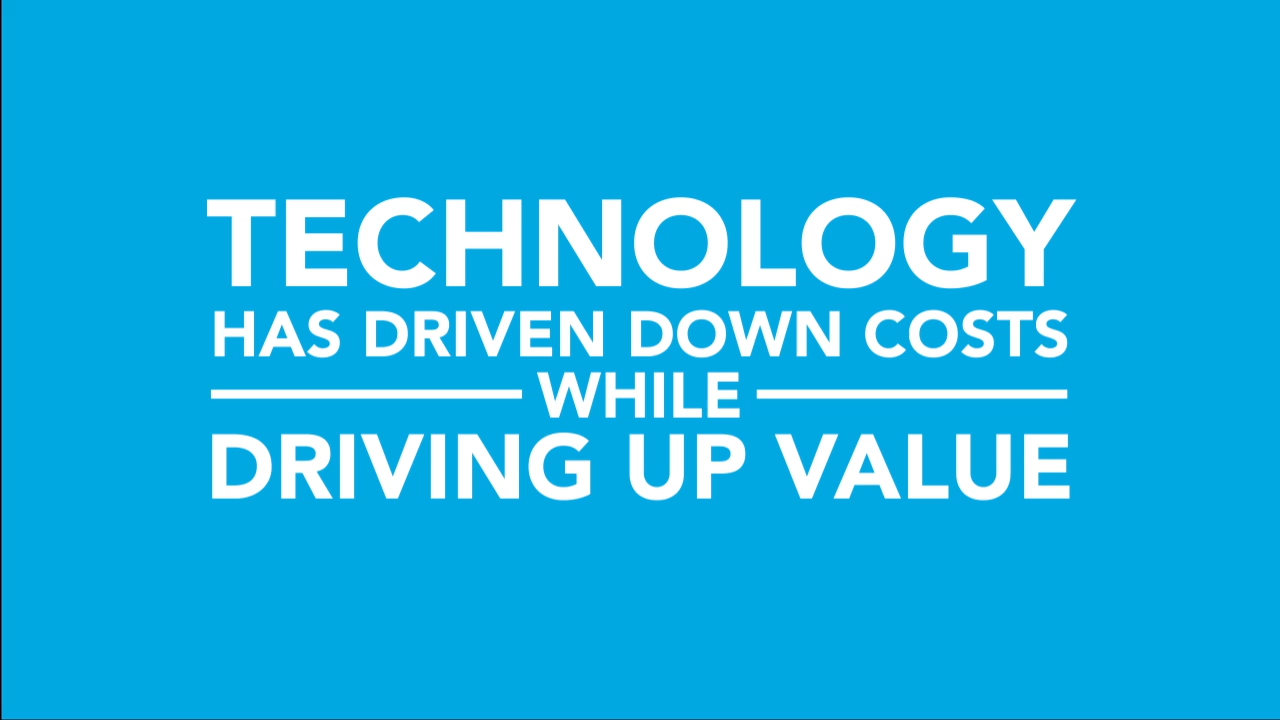 TECHNOLOGY
HAS DRIVEN DOWN COSTS
WHILE
DRIVING UP VALUE